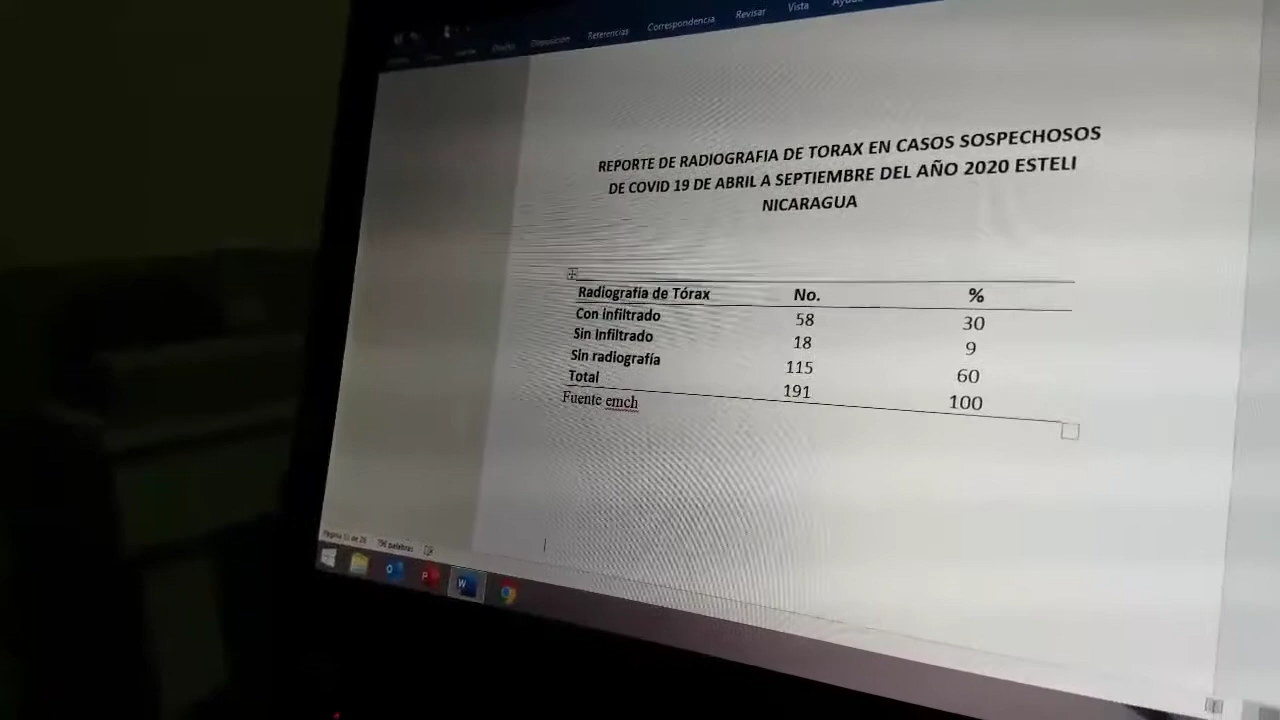 Referencias Correspondencia Revisar Vista
REPORTE DE RADIOGRAFIA DE TORAX EN CASOS SOSPECHOSOS
DE COVID 19 DE ABRIL A SEPTIEMBRE DEL AÑO 2020 ESTELI
NICARAGUA
Radiografía de Tórax No. %
Con infiltrado 58 30
Sin Infiltrado 18 9
Sin radiografía 115 60
Total 191 100
Fuente emch